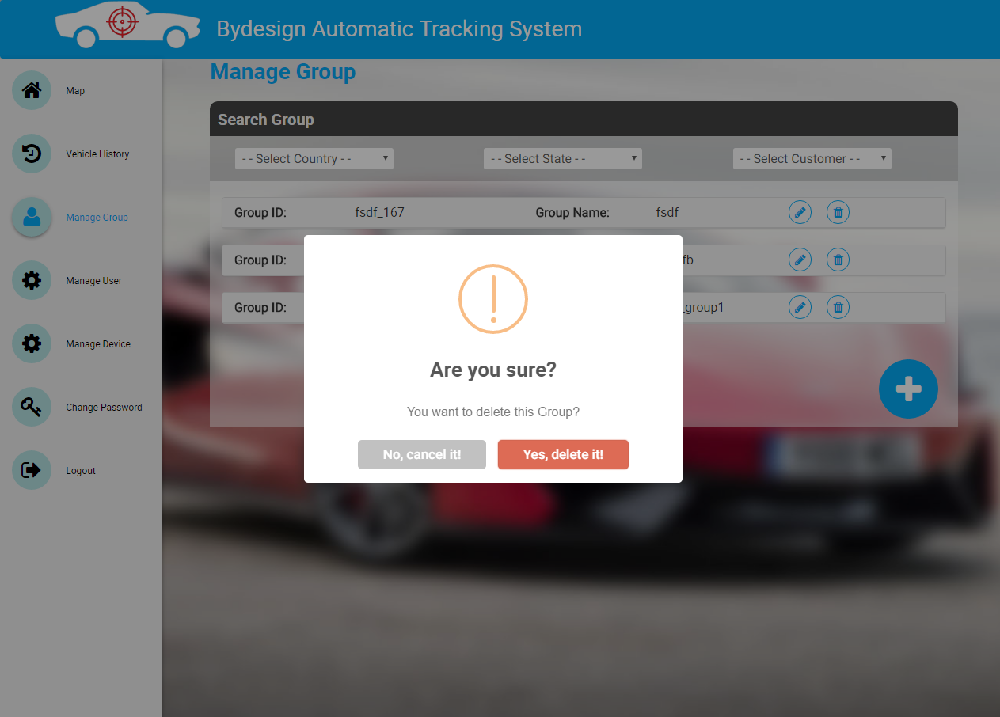 Bydesign Automatic Tracking System
Map
Vehicle History
Manage Group
Manage User
Manage Device
Change Password
Logout
Manage Group
Search Group
- - Select Country - -
- - Select State - -
- - Select Customer - -
Group ID: fsdf_167 Group Name: fsdf
Group ID: fb
Group ID: _group1
Are you sure?
You want to delete this Group?
No, cancel it! Yes, delete it!